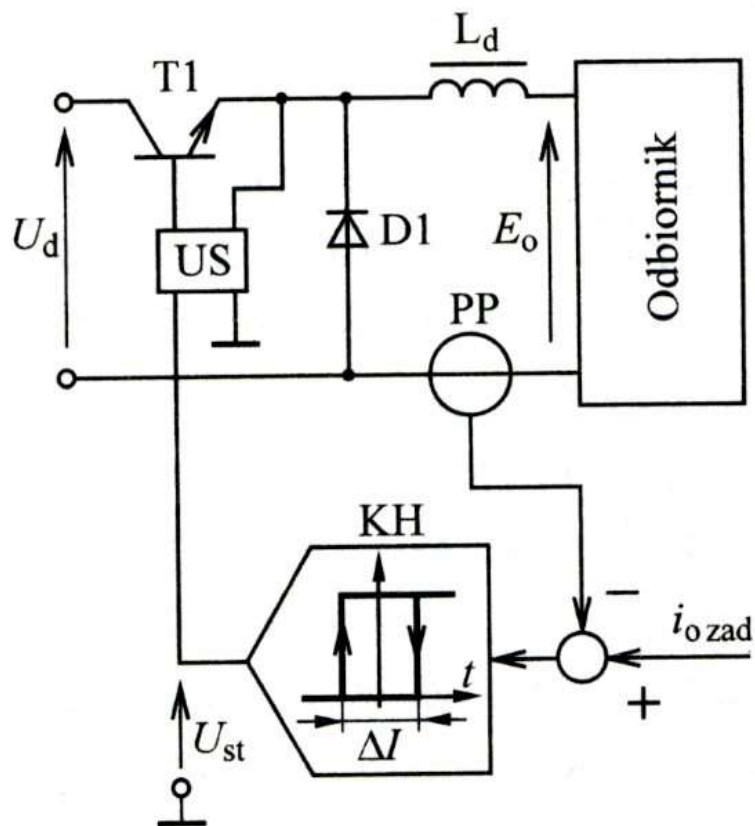 L_d
T1
U_d
US
D1
E_o
Odbiornik
PP
KH
t
ΔI
−
i_o zad
+
U_st